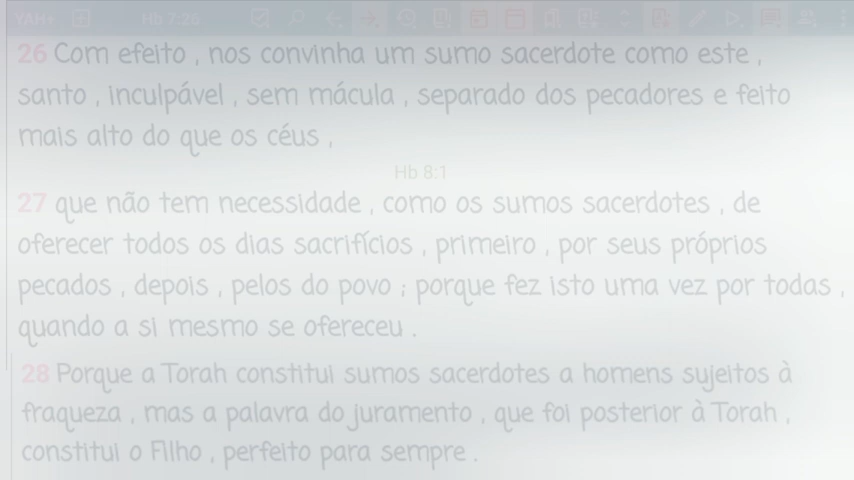 YAH+ Hb 7:26
26 Com efeito , nos convinha um sumo sacerdote como este ,
santo , inculpável , sem mácula , separado dos pecadores e feito
mais alto do que os céus ,
Hb 8:1
27 que não tem necessidade , como os sumos sacerdotes , de
oferecer todos os dias sacrifícios , primeiro , por seus próprios
pecados , depois , pelos do povo ; porque fez isto uma vez por todas ,
quando a si mesmo se ofereceu .
28 Porque a Torah constitui sumos sacerdotes a homens sujeitos à
fraqueza , mas a palavra do juramento , que foi posterior à Torah ,
constitui o Filho , perfeito para sempre .